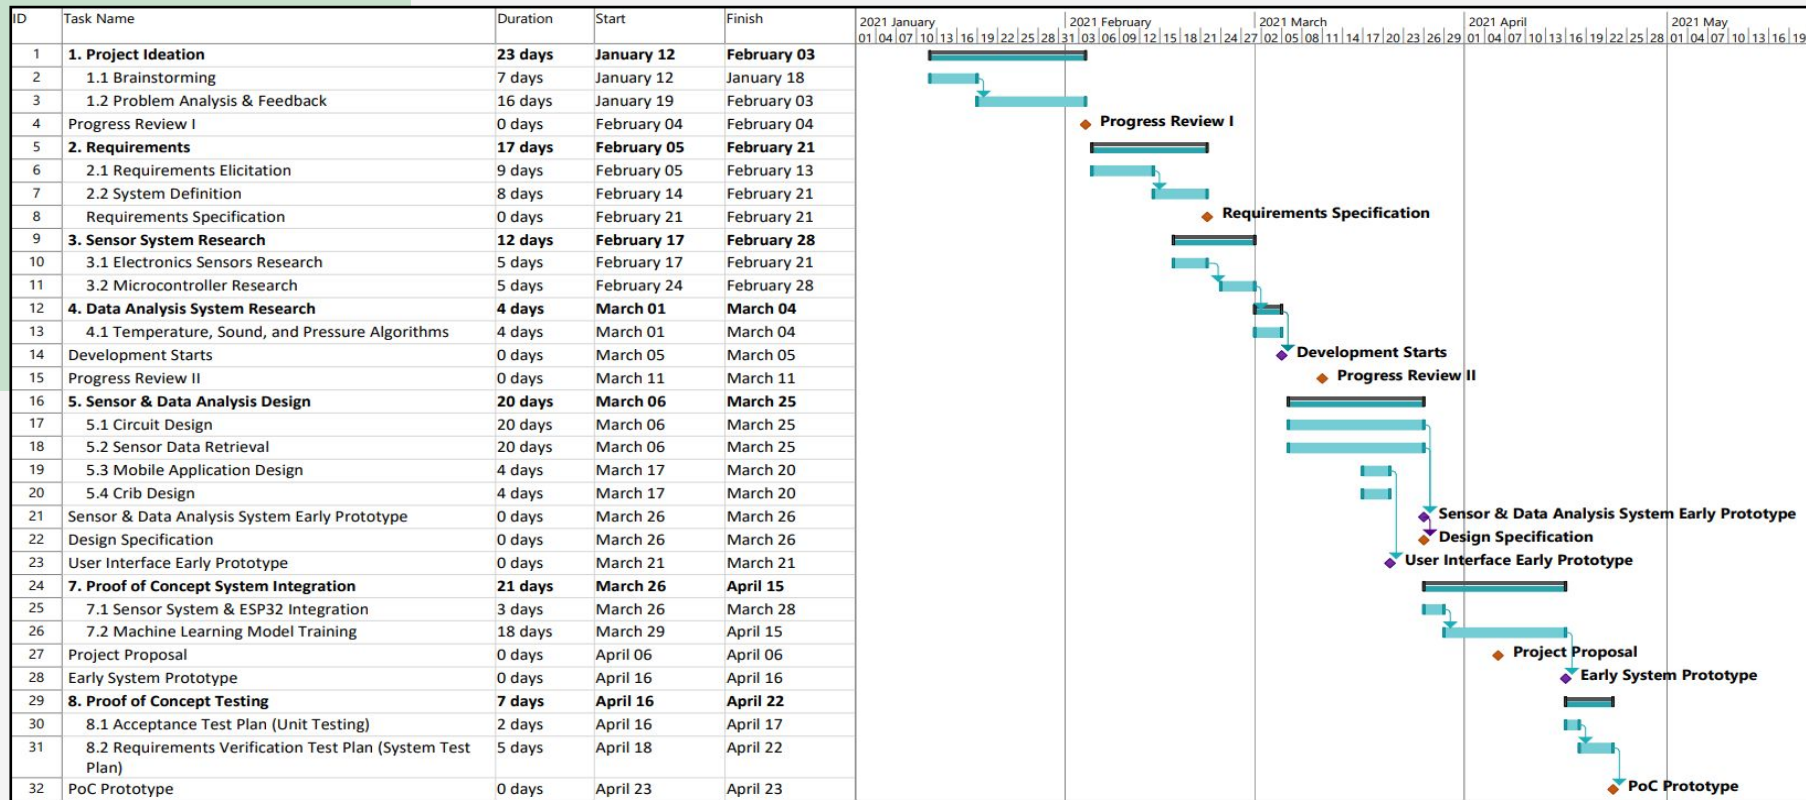 ID Task Name Duration Start Finish 2021 January 2021 February 2021 March 2021 April 2021 May
01 04 07 10 13 16 19 22 25 28 31 03 06 09 12 15 18 21 24 27 02 05 08 11 14 17 20 23 26 29 01 04 07 10 13 16 19 22 25 28 01 04 07 10 13 16 19
1 1. Project Ideation 23 days January 12 February 03
2 1.1 Brainstorming 7 days January 12 January 18
3 1.2 Problem Analysis & Feedback 16 days January 19 February 03
4 Progress Review I 0 days February 04 February 04 Progress Review I
5 2. Requirements 17 days February 05 February 21
6 2.1 Requirements Elicitation 9 days February 05 February 13
7 2.2 System Definition 8 days February 14 February 21
8 Requirements Specification 0 days February 21 February 21 Requirements Specification
9 3. Sensor System Research 12 days February 17 February 28
10 3.1 Electronics Sensors Research 5 days February 17 February 21
11 3.2 Microcontroller Research 5 days February 24 February 28
12 4. Data Analysis System Research 4 days March 01 March 04
13 4.1 Temperature, Sound, and Pressure Algorithms 4 days March 01 March 04
14 Development Starts 0 days March 05 March 05 Development Starts
15 Progress Review II 0 days March 11 March 11 Progress Review II
16 5. Sensor & Data Analysis Design 20 days March 06 March 25
17 5.1 Circuit Design 20 days March 06 March 25
18 5.2 Sensor Data Retrieval 20 days March 06 March 25
19 5.3 Mobile Application Design 4 days March 17 March 20
20 5.4 Crib Design 4 days March 17 March 20
21 Sensor & Data Analysis System Early Prototype 0 days March 26 March 26 Sensor & Data Analysis System Early Prototype
22 Design Specification 0 days March 26 March 26 Design Specification
23 User Interface Early Prototype 0 days March 21 March 21 User Interface Early Prototype
24 7. Proof of Concept System Integration 21 days March 26 April 15
25 7.1 Sensor System & ESP32 Integration 3 days March 26 March 28
26 7.2 Machine Learning Model Training 18 days March 29 April 15
27 Project Proposal 0 days April 06 April 06 Project Proposal
28 Early System Prototype 0 days April 16 April 16 Early System Prototype
29 8. Proof of Concept Testing 7 days April 16 April 22
30 8.1 Acceptance Test Plan (Unit Testing) 2 days April 16 April 17
31 8.2 Requirements Verification Test Plan (System Test 5 days April 18 April 22
Plan)
32 PoC Prototype 0 days April 23 April 23 PoC Prototype